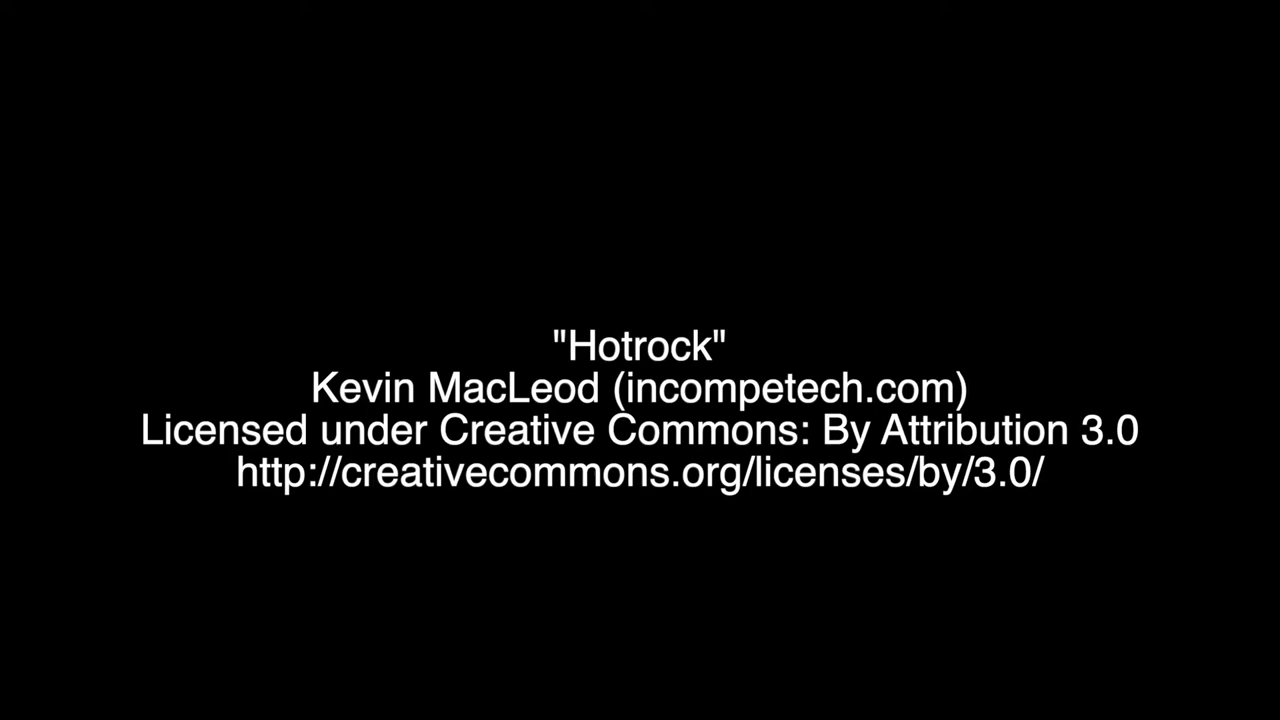 "Hotrock"
Kevin MacLeod (incompetech.com)
Licensed under Creative Commons: By Attribution 3.0
http://creativecommons.org/licenses/by/3.0/